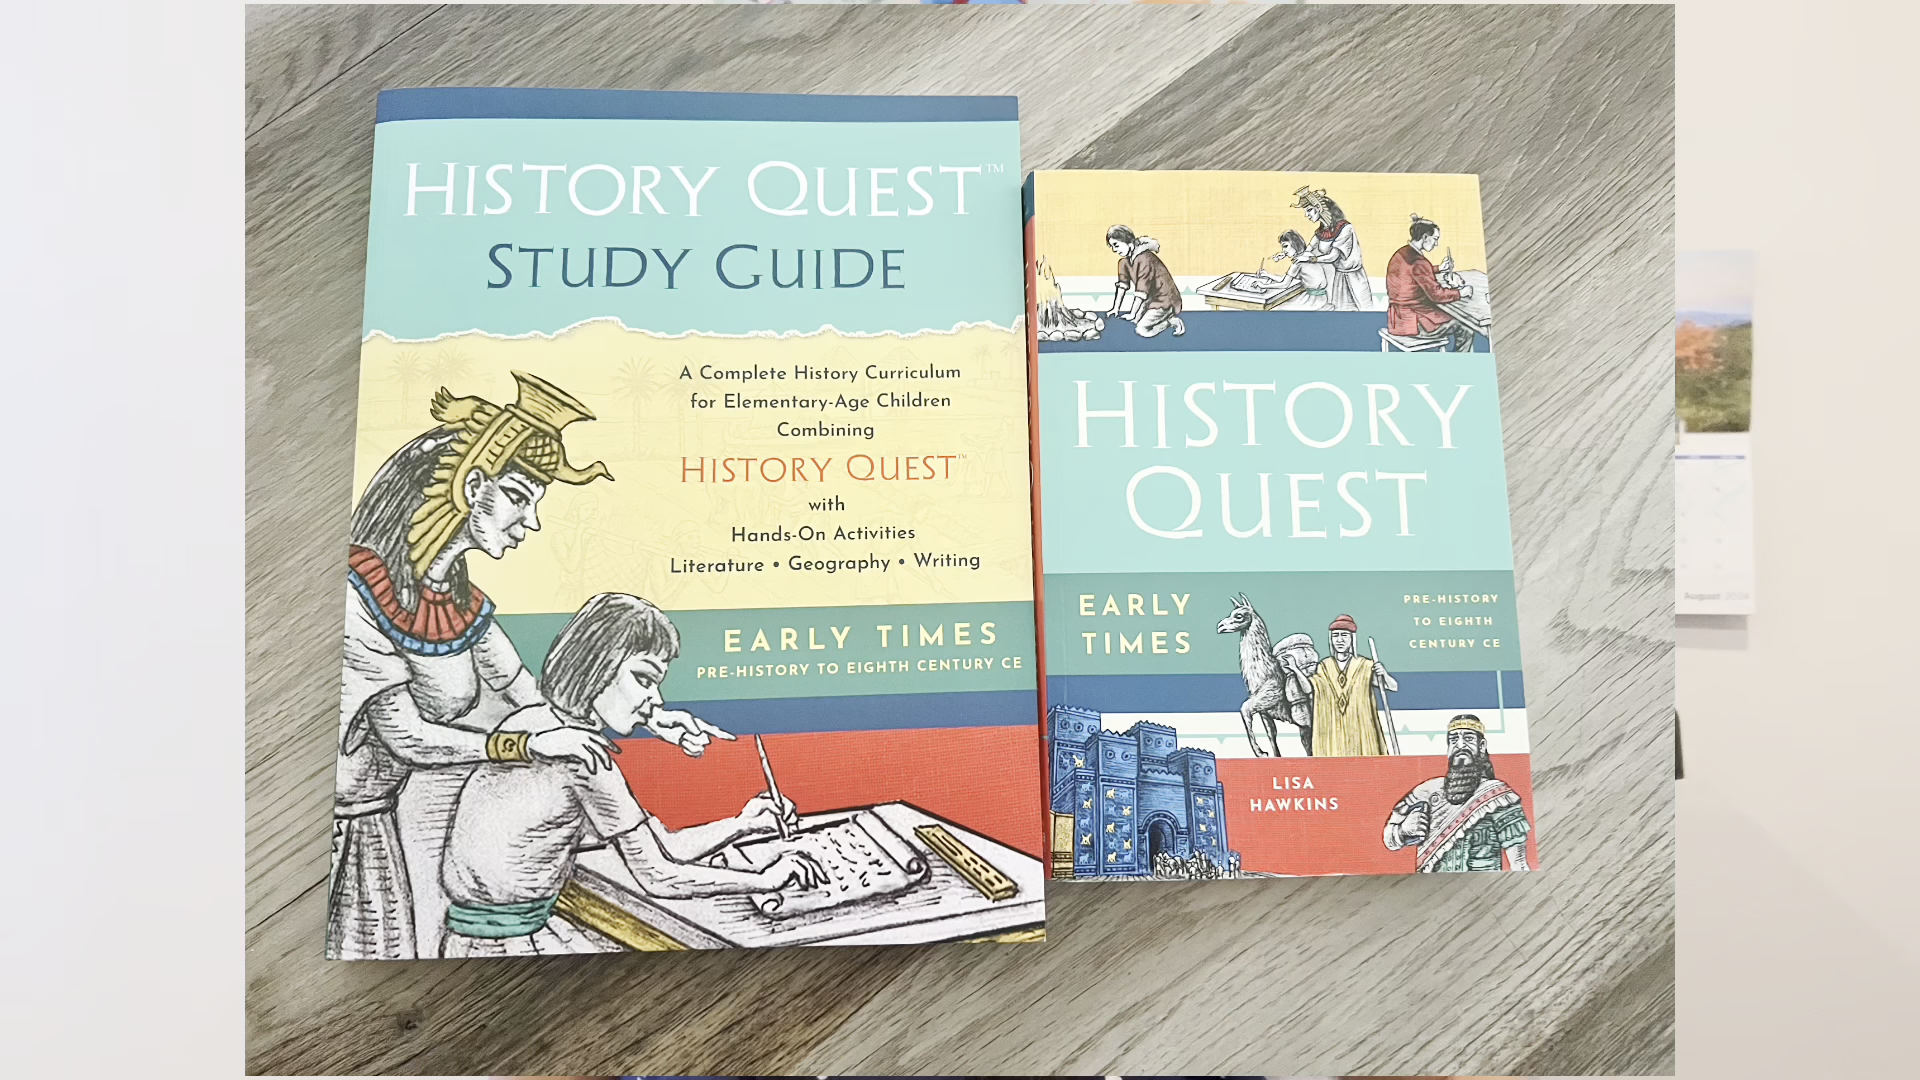 HISTORY QUEST™
STUDY GUIDE
A Complete History Curriculum
for Elementary-Age Children
Combining
HISTORY QUEST™
with
Hands-On Activities
Literature • Geography • Writing
EARLY TIMES
PRE-HISTORY TO EIGHTH CENTURY CE
HISTORY
QUEST
EARLY
TIMES
PRE-HISTORY
TO EIGHTH
CENTURY CE
LISA
HAWKINS
August